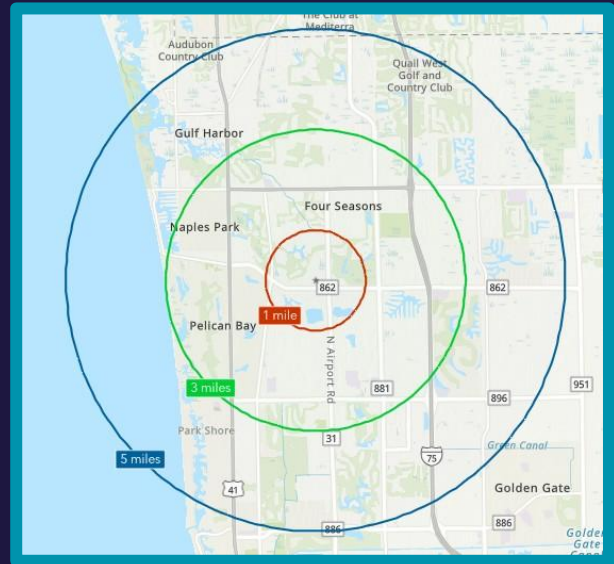 The Club at
Mediterra
Audubon
Country Club
Quail West
Golf and
Country Club
Gulf Harbor
Four Seasons
Naples Park
862
862
1 mile
Pelican Bay
N Airport Rd
3 miles
881
951
896
Park Shore
31
Green Canal
75
5 miles
41
Golden Gate
886
886
Golden
Gate
Canal